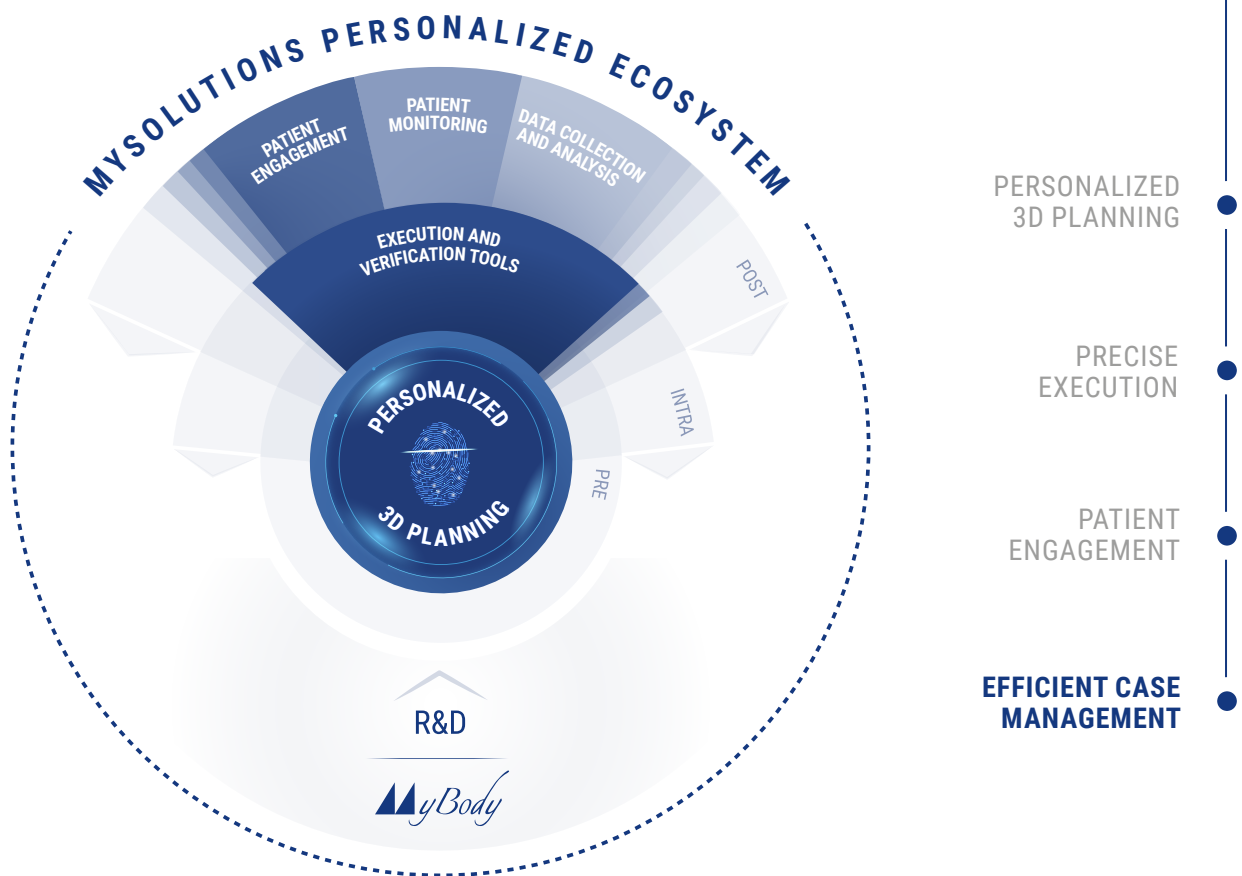 MYSOLUTIONS PERSONALIZED ECOSYSTEM
PATIENT
ENGAGEMENT
PATIENT
MONITORING
DATA COLLECTION
AND ANALYSIS
EXECUTION AND
VERIFICATION TOOLS
POST
INTRA
PRE
PERSONALIZED
3D PLANNING
R&D
MyBody
PERSONALIZED
3D PLANNING
PRECISE
EXECUTION
PATIENT
ENGAGEMENT
EFFICIENT CASE
MANAGEMENT